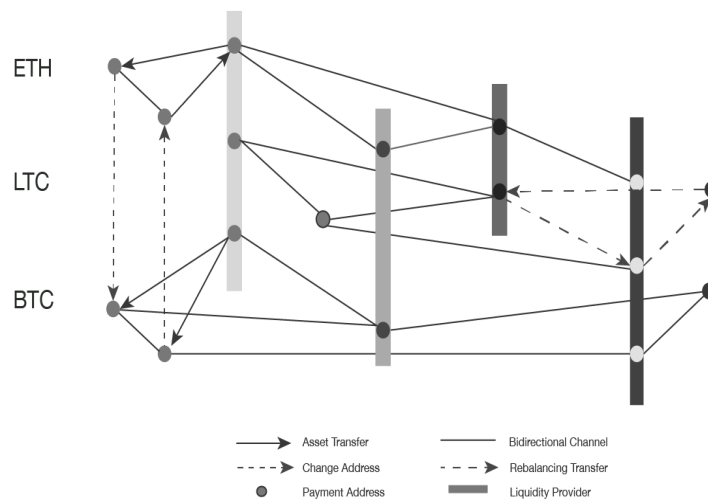 ETH
LTC
BTC
Asset Transfer
Bidirectional Channel
Change Address
Rebalancing Transfer
Payment Address
Liquidity Provider